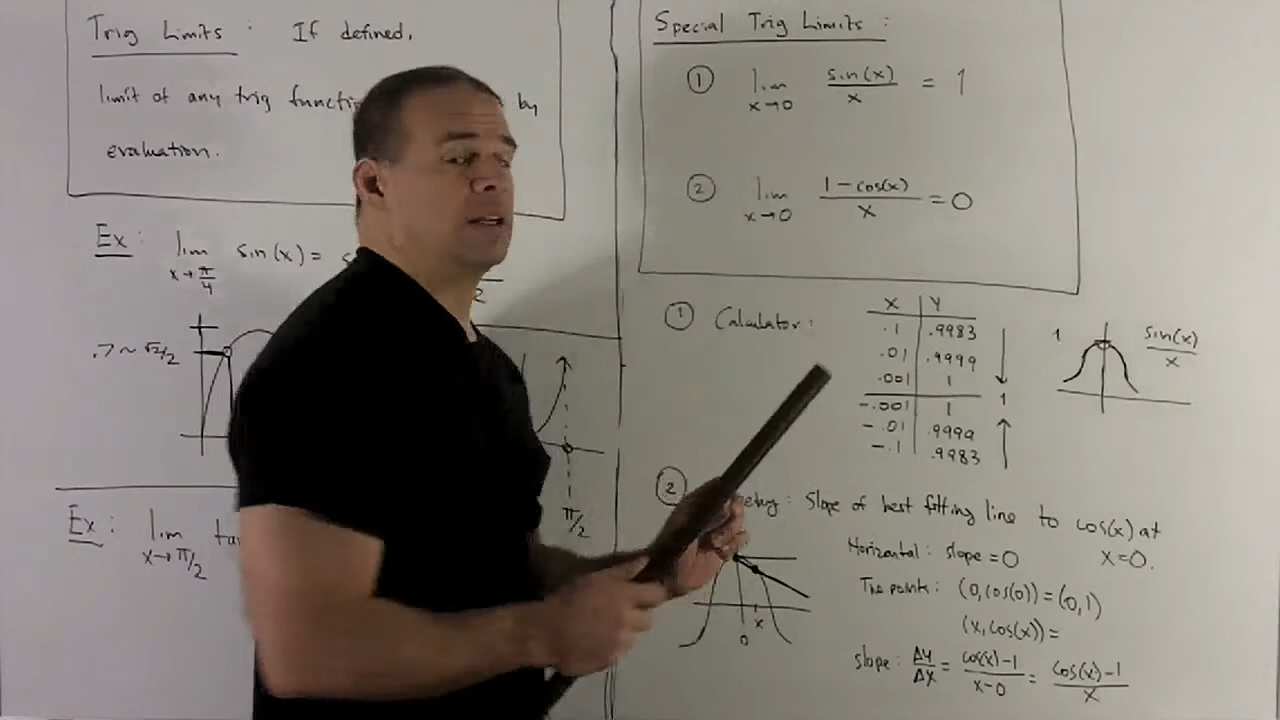 Trig Limits : If defined,
limit of any trig by
evaluation.
Ex: lim x→π/4 sin(x) =
2
.7 ~ √2/2
π/2
Ex: lim x→π/2
Special Trig Limits :
① lim x→0 sin(x)/x = 1
② lim x→0 1-cos(x)/x = 0
① Calculator:
X Y
.1 .9983
.01 .9999
.001 1
1
-.001 1
-.01 .9999
-.1 .9983
1 sin(x)/x
② Slope of best fitting line to cos(x) at
x=0.
Horizontal: slope = 0
Two points: (0, cos(0)) = (0,1)
(x, cos(x)) =
slope: Δy/Δx = cos(x)-1/x-0 = cos(x)-1/x
0 x